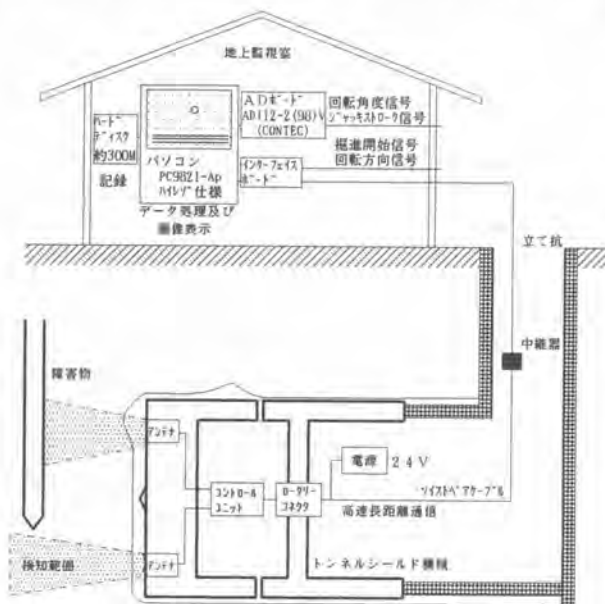 地上監視室
ハード
ディスク
約300M
記録
パソコン
PC9821-Ap
ハイレゾ仕様
データ処理及び
画像表示
ADボード
AD112-2(98)V
(CONTEC)
インターフェイス
ボード
回転角度信号
ジャッキストローク信号
掘進開始信号
回転方向信号
立て抗
中継器
障害物
検知範囲
アンテナ
アンテナ
コントロール
ユニット
ロータリー
コネクタ
電源
24V
ツイストペアケーブル
高速長距離通信
トンネルシールド機械